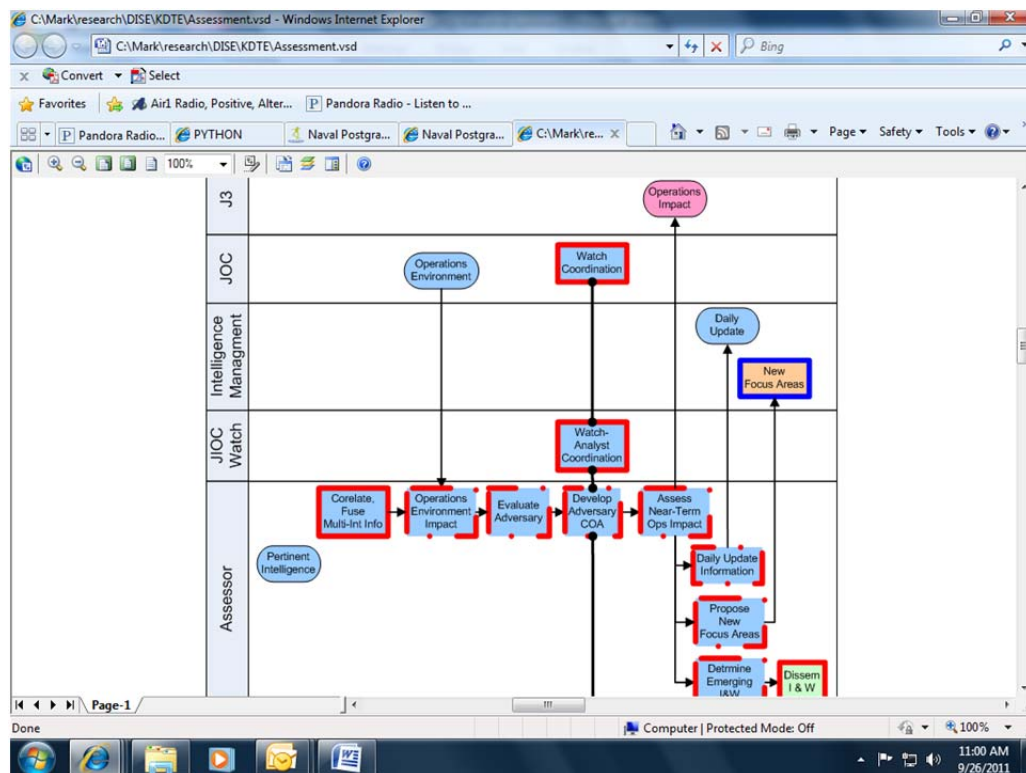 C:\Mark\research\DISE\KDTE\Assessment.vsd - Windows Internet Explorer
C:\Mark\research\DISE\KDTE\Assessment.vsd
Bing
x Convert Select
Favorites Air1 Radio, Positive, Alter... Pandora Radio - Listen to ...
Pandora Radio... PYTHON Naval Postgra... Naval Postgra... C:\Mark\re... Page Safety Tools
100%
J3
Operations
Impact
JOC
Operations
Environment
Watch
Coordination
Intelligence
Managment
Daily
Update
New
Focus Areas
JIOC
Watch
Watch-
Analyst
Coordination
Assessor
Corelate,
Fuse
Multi-Int Info
Operations
Environment
Impact
Evaluate
Adversary
Develop
Adversary
COA
Assess
Near-Term
Ops Impact
Pertinent
Intelligence
Daily Update
Information
Propose
New
Focus Areas
Detrmine
Emerging
I&W
Dissem
I & W
Page-1
Done
Computer | Protected Mode: Off
100%
11:00 AM
9/26/2011